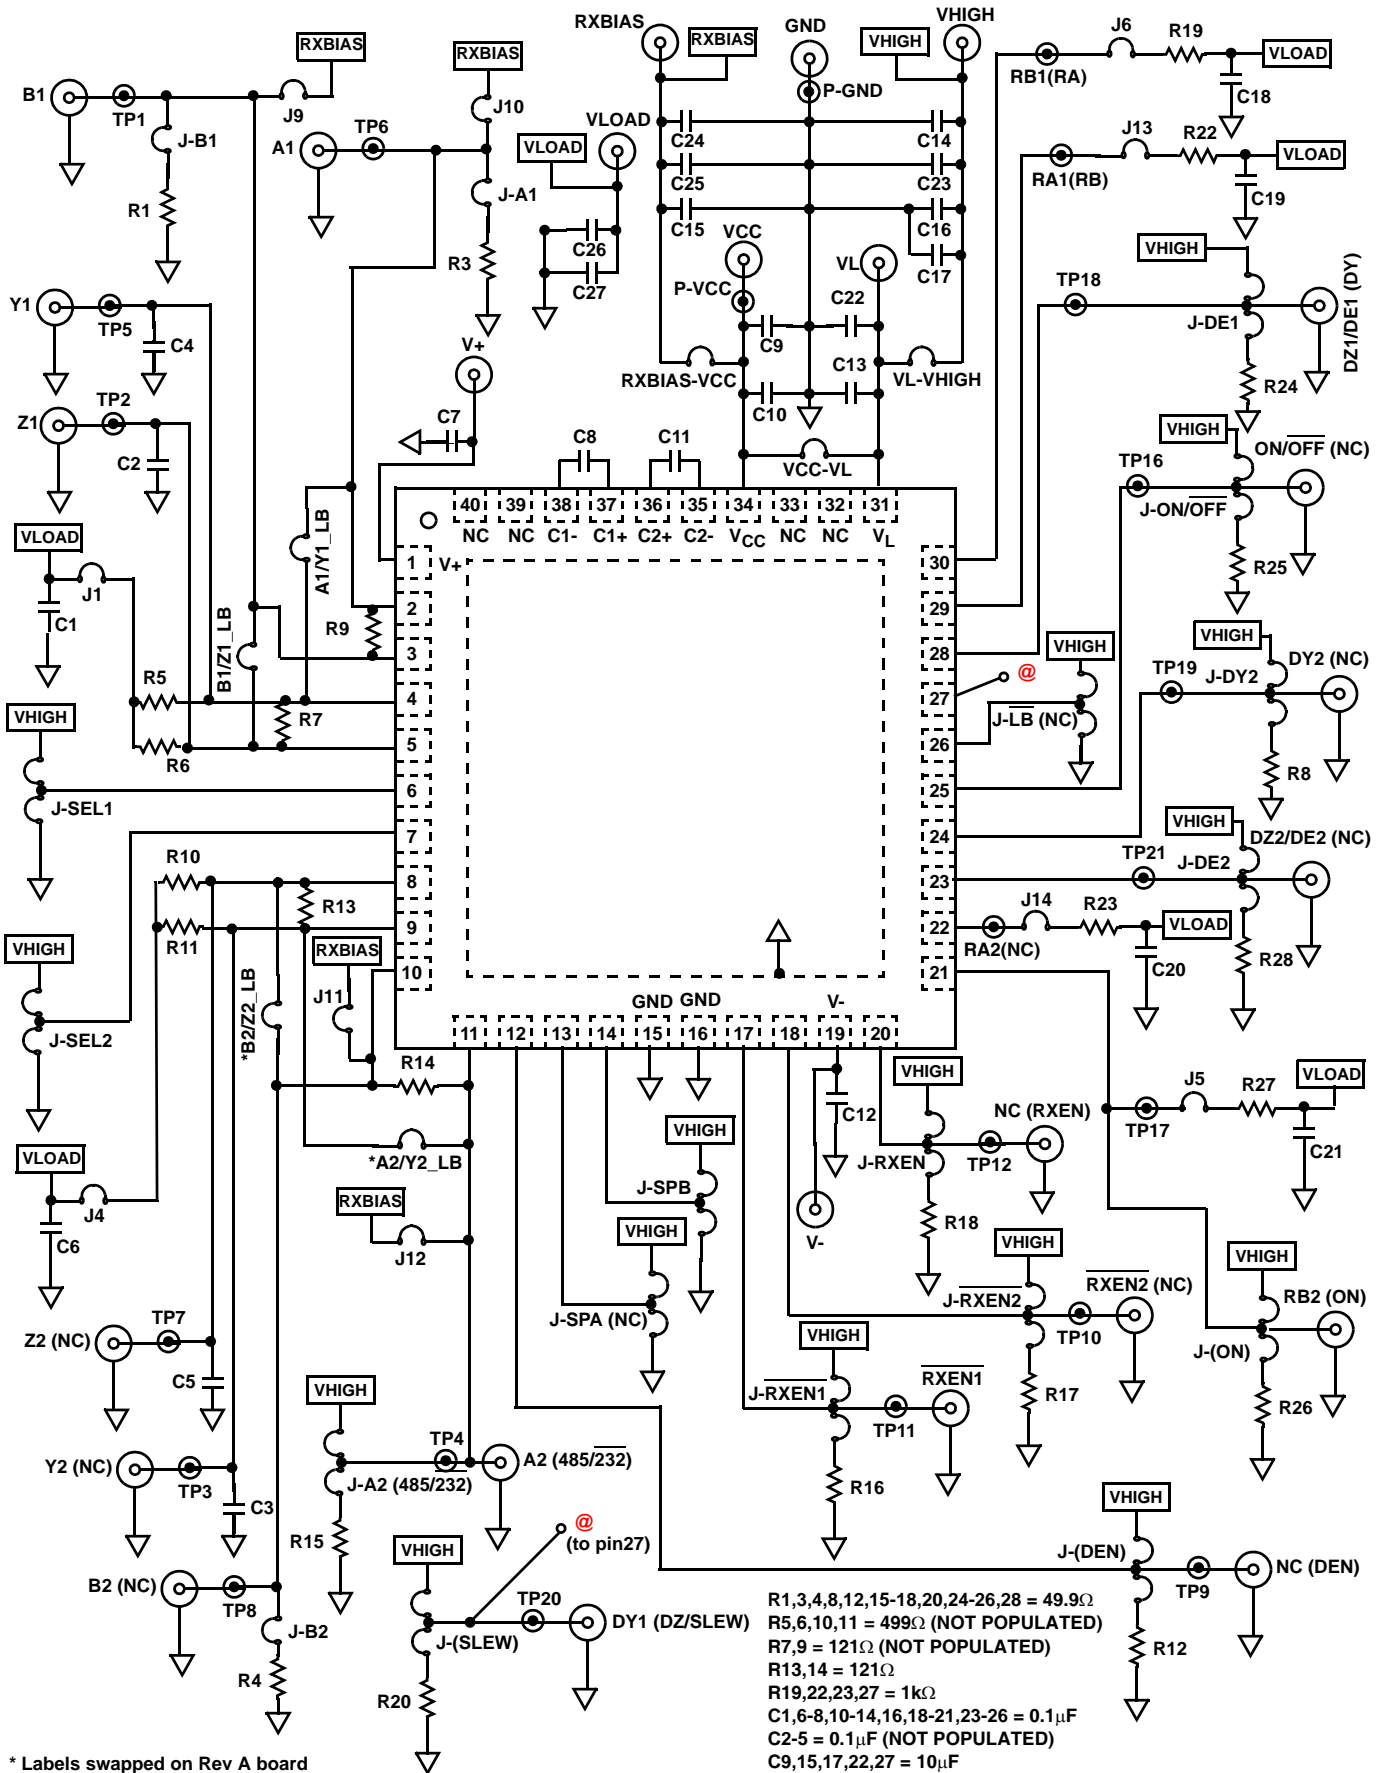 RXBIAS GND VHIGH
RXBIAS VHIGH
RXBIAS
RXBIAS
J6 R19
VLOAD
RB1(RA)
C18
B1
TP1
J9
J10
P-GND
TP6
VLOAD
J-B1
A1
VLOAD
C24 C14
J13 R22
VLOAD
RA1(RB)
C19
R1
J-A1
C25 C23
C15 C16
VCC
C26
R3
C17
VL
VHIGH
C27
P-VCC
C22
TP18
DZ1/DE1 (DY)
Y1
TP5
C4
V+
C9
J-DE1
RXBIAS-VCC
C13
VL-VHIGH
R24
Z1
TP2
C7
C10
C8 C11
VHIGH
ON/OFF (NC)
C2
VCC-VL
TP16
J-ON/OFF
40 39 38 37 36 35 34 33 32 31
NC NC C1- C1+ C2+ C2- VCC NC NC VL
VLOAD
A1/Y1_LB
1 V+
30
R25
J1
C1
2
29
R9
B1/Z1_LB
3
28
VHIGH
VHIGH
DY2 (NC)
TP19
J-DY2
R5
4
27
@
R7
J-LB (NC)
VHIGH
R6
5
26
R8
J-SEL1
6
25
7
24
VHIGH
DZ2/DE2 (NC)
TP21
J-DE2
R10
8
23
R13
J14 R23
VLOAD
R11
9
22
RA2(NC)
C20
R28
VHIGH
RXBIAS
10
21
*B2/Z2_LB
J11
GND GND V-
J-SEL2
11 12 13 14 15 16 17 18 19 20
R14
VHIGH
J5 R27
VLOAD
C12
NC (RXEN)
TP17
C21
VHIGH
TP12
J-RXEN
*A2/Y2_LB
VLOAD
J-SPB
RXBIAS
J4
R18
C6
J12
VHIGH
V-
VHIGH
VHIGH
J-RXEN2
RXEN2 (NC)
RB2 (ON)
J-SPA (NC)
TP10
TP7
Z2 (NC)
VHIGH
J-(ON)
C5
VHIGH
J-RXEN1
RXEN1
R17
R26
TP11
TP4
A2 (485/232)
Y2 (NC)
TP3
J-A2 (485/232)
R16
C3
VHIGH
R15
@
(to pin27)
VHIGH
J-(DEN)
NC (DEN)
B2 (NC)
TP8
TP9
TP20
DY1 (DZ/SLEW)
J-B2
J-(SLEW)
R12
R4
R20
R1,3,4,8,12,15-18,20,24-26,28 = 49.9Ω
R5,6,10,11 = 499Ω (NOT POPULATED)
R7,9 = 121Ω (NOT POPULATED)
R13,14 = 121Ω
R19,22,23,27 = 1kΩ
C1,6-8,10-14,16,18-21,23-26 = 0.1μF
C2-5 = 0.1μF (NOT POPULATED)
C9,15,17,22,27 = 10μF
* Labels swapped on Rev A board